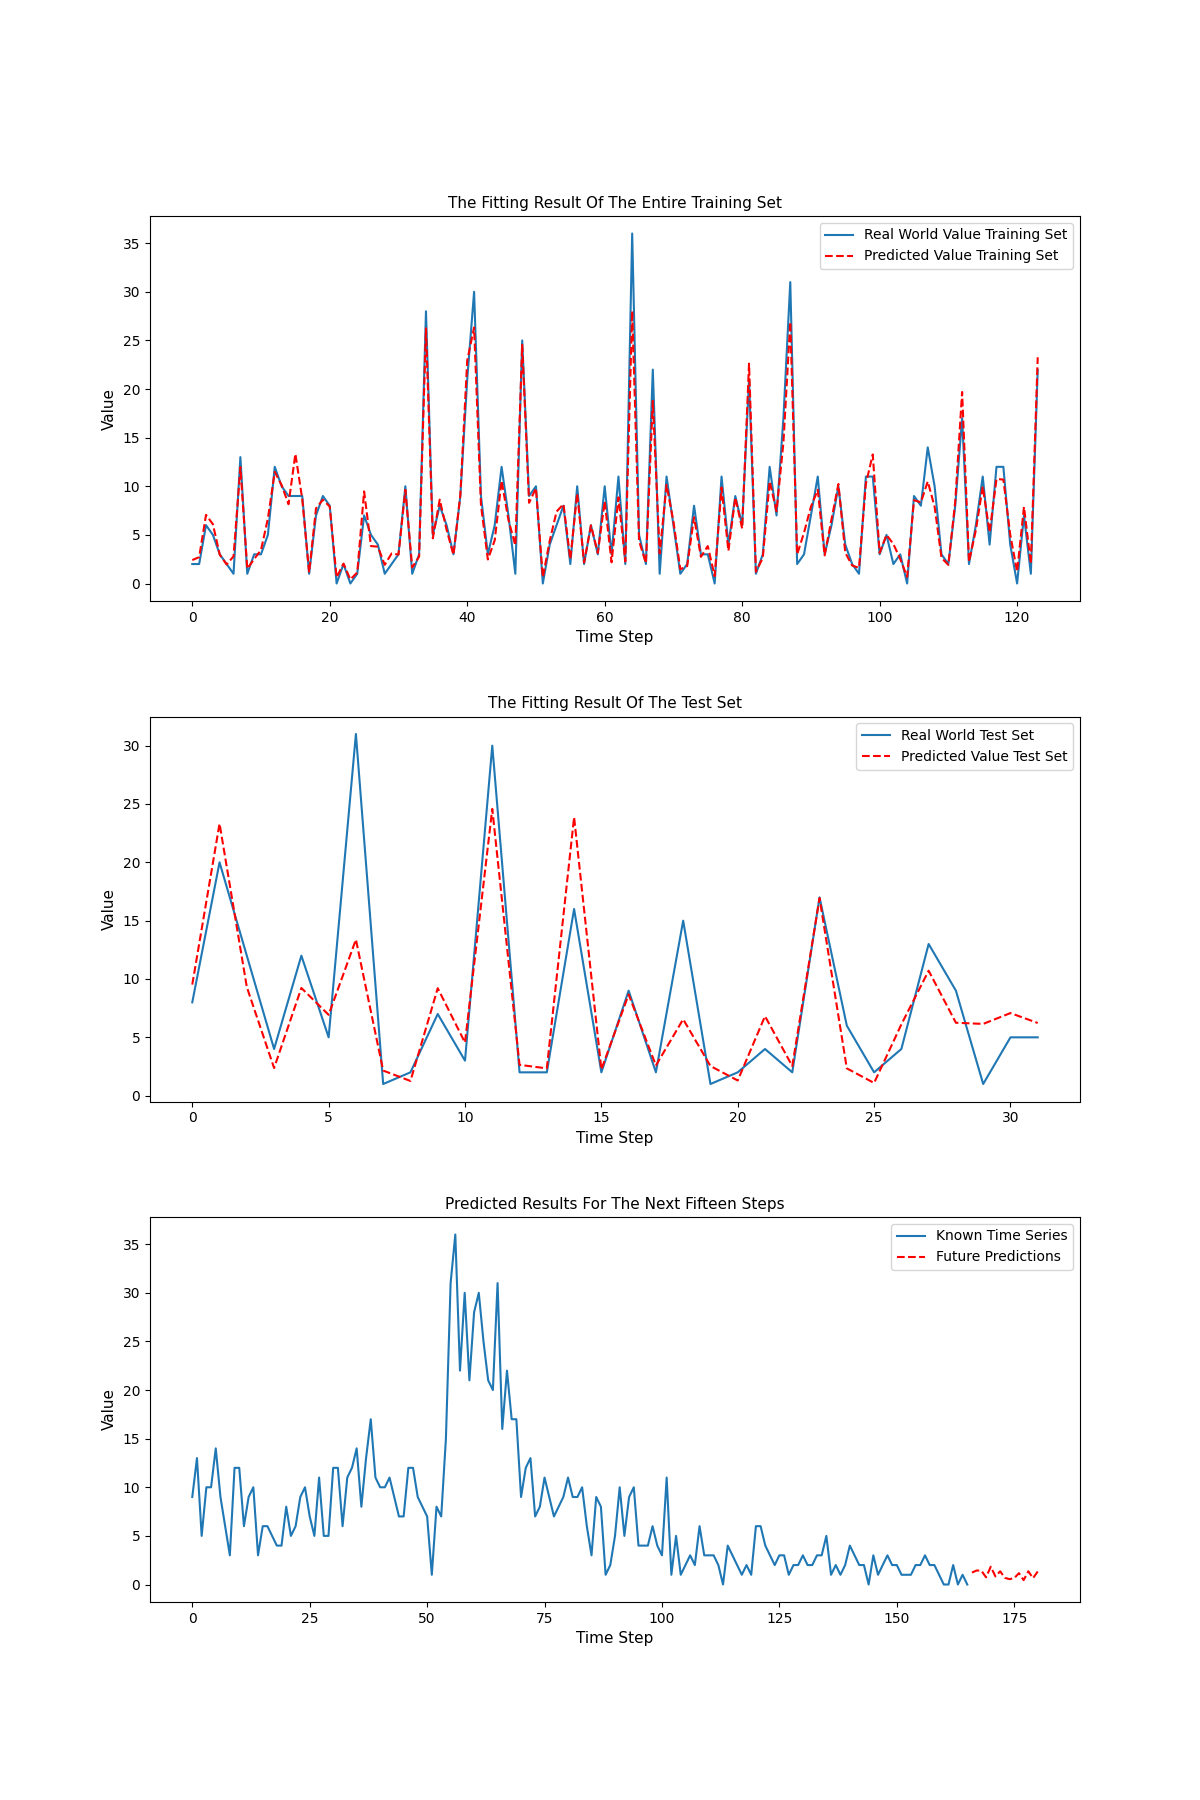 The Fitting Result Of The Entire Training Set
Real World Value Training Set
Predicted Value Training Set
35
30
25
20
15
10
5
0
Value
0 20 40 60 80 100 120
Time Step
The Fitting Result Of The Test Set
Real World Test Set
Predicted Value Test Set
30
25
20
15
10
5
0
Value
0 5 10 15 20 25 30
Time Step
Predicted Results For The Next Fifteen Steps
Known Time Series
Future Predictions
35
30
25
20
15
10
5
0
Value
0 25 50 75 100 125 150 175
Time Step